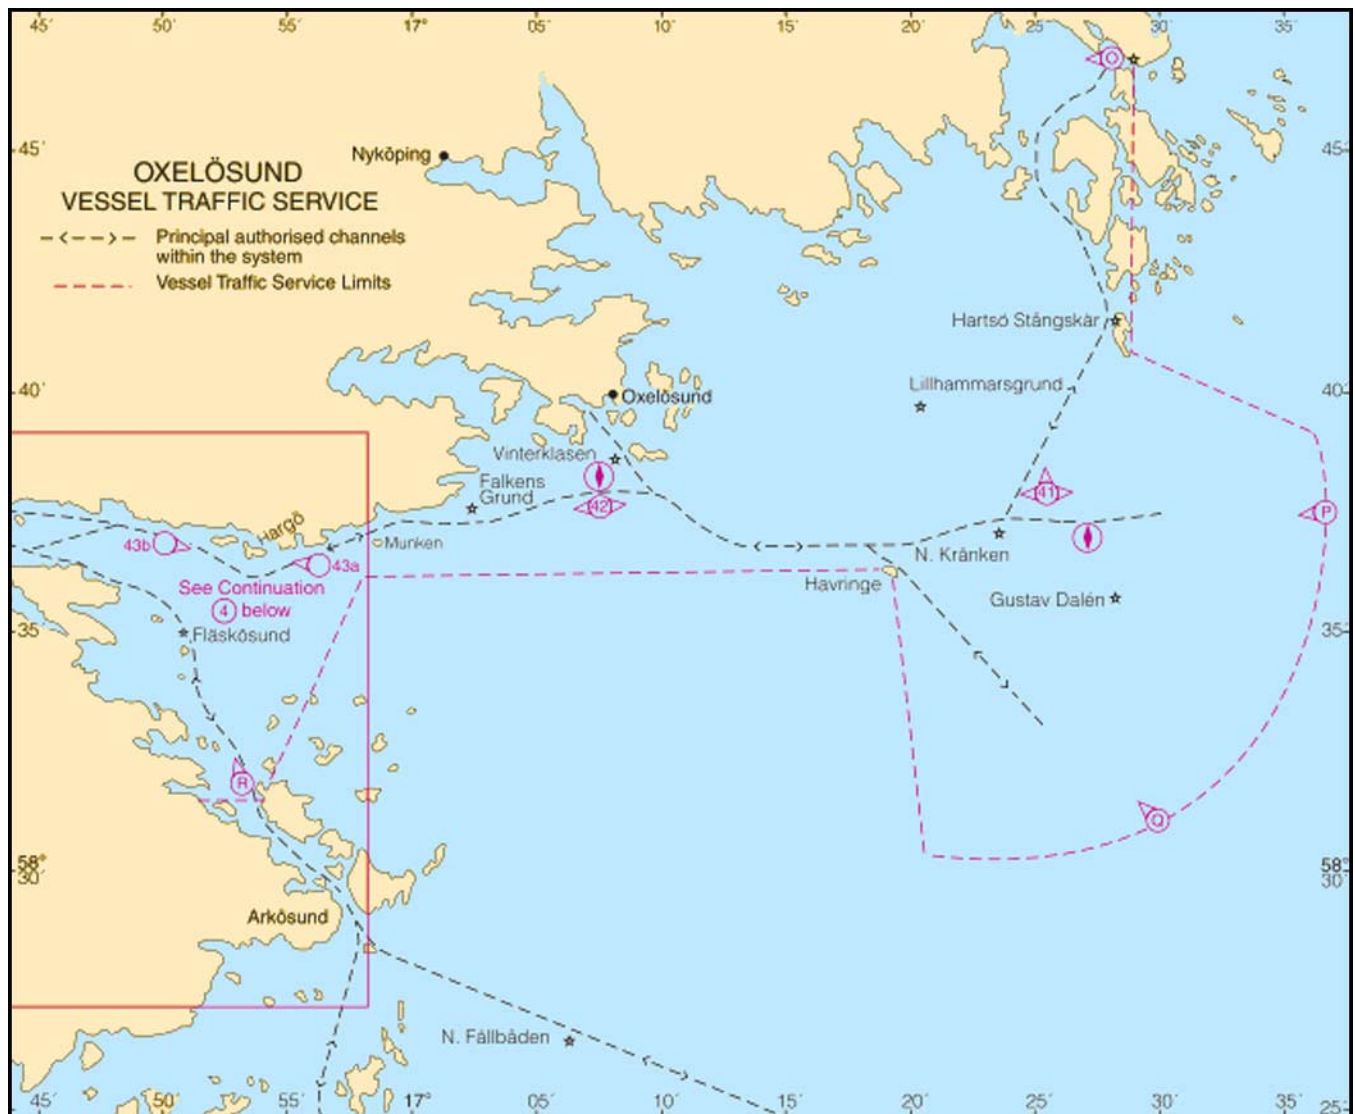 45´ 50´ 55´ 17° 05´ 10´ 15´ 20´ 25´ 30´ 35´
O
45´ 45´
Nyköping
OXELÖSUND
VESSEL TRAFFIC SERVICE
Principal authorised channels
within the system
Vessel Traffic Service Limits
Hartsö Stångskär
40´ 40´
Lillhammarsgrund
Oxelösund
Vinterklasen
Falkens
Grund
41
42
P
Hargö
43b
Munken
N. Kränken
43a
See Continuation
4 below
Havringe
Gustav Dalén
35´ 35´
Fläskösund
R
Q
58° 58°
30´ 30´
Arkösund
N. Fällbåden
45´ 50´ 55´ 17° 05´ 10´ 15´ 20´ 25´ 30´ 35´ 25´